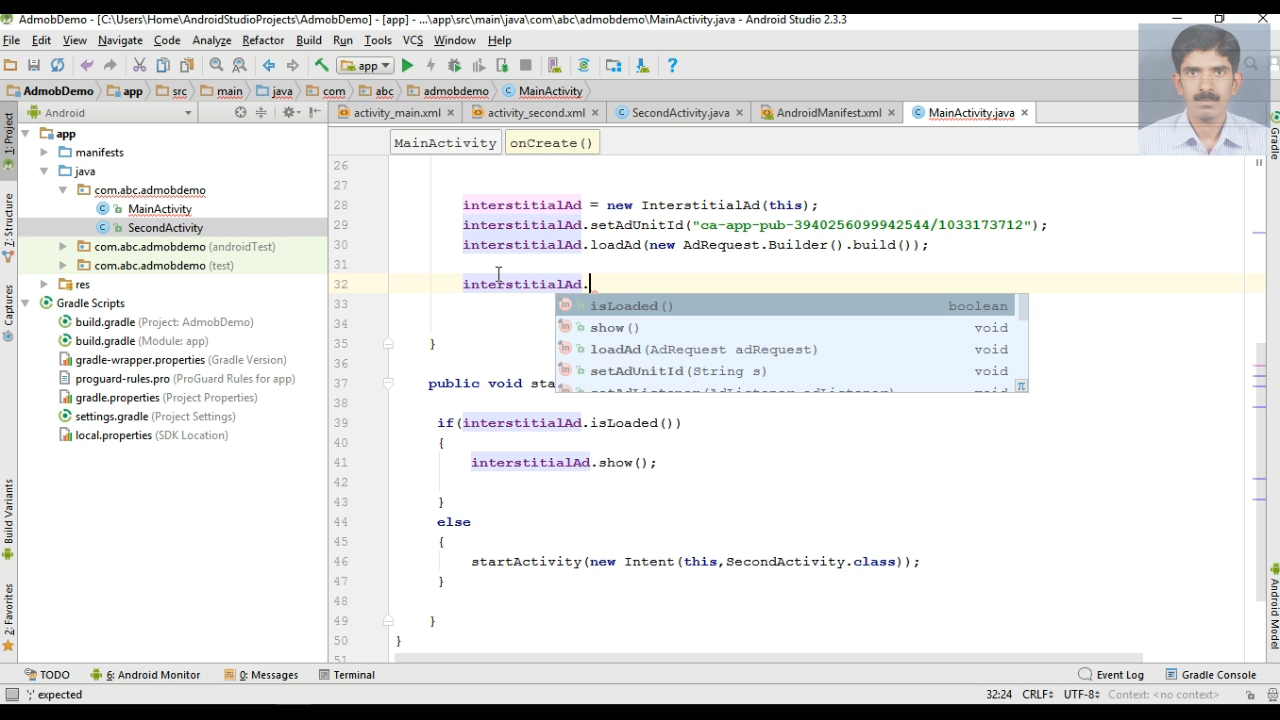 AdmobDemo - [C:\Users\Home\AndroidStudioProjects\AdmobDemo] - [app] - ...\app\src\main\java\com\abc\admobdemo\MainActivity.java - Android Studio 2.3.3
File Edit View Navigate Code Analyze Refactor Build Run Tools VCS Window Help
app
AdmobDemo app src main java com abc admobdemo MainActivity
Android activity_main.xml activity_second.xml SecondActivity.java AndroidManifest.xml MainActivity.java
1: Project
Z: Structure
Captures
Build Variants
2: Favorites
app
manifests
java
com.abc.admobdemo
MainActivity
SecondActivity
com.abc.admobdemo (androidTest)
com.abc.admobdemo (test)
res
Gradle Scripts
build.gradle (Project: AdmobDemo)
build.gradle (Module: app)
gradle-wrapper.properties (Gradle Version)
proguard-rules.pro (ProGuard Rules for app)
gradle.properties (Project Properties)
settings.gradle (Project Settings)
local.properties (SDK Location)
MainActivity onCreate()
26
27
28 interstitialAd = new InterstitialAd(this);
29 interstitialAd.setAdUnitId("ca-app-pub-3940256099942544/1033173712");
30 interstitialAd.loadAd(new AdRequest.Builder().build());
31
32 interstitialAd.
isLoaded() boolean
33
show() void
34
loadAd(AdRequest adRequest) void
35 }
setAdUnitId(String s) void
36
37 public void sta
38
39 if(interstitialAd.isLoaded())
40 {
41 interstitialAd.show();
42
43 }
44 else
45 {
46 startActivity(new Intent(this,SecondActivity.class));
47 }
48
49 }
50 }
51
Gradle
Android Model
TODO 6: Android Monitor 0: Messages Terminal Event Log Gradle Console
';' expected 32:24 CRLF UTF-8 Context: <no context>